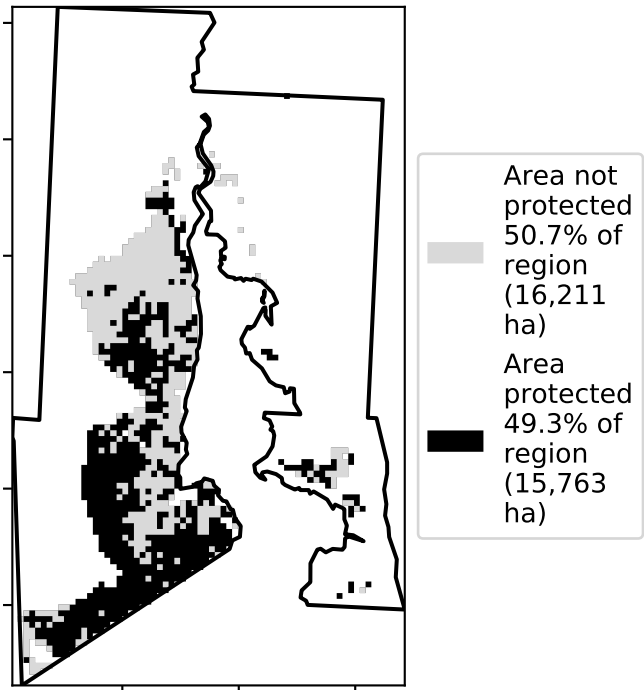 Area not
protected
50.7% of
region
(16,211
ha)
Area
protected
49.3% of
region
(15,763
ha)